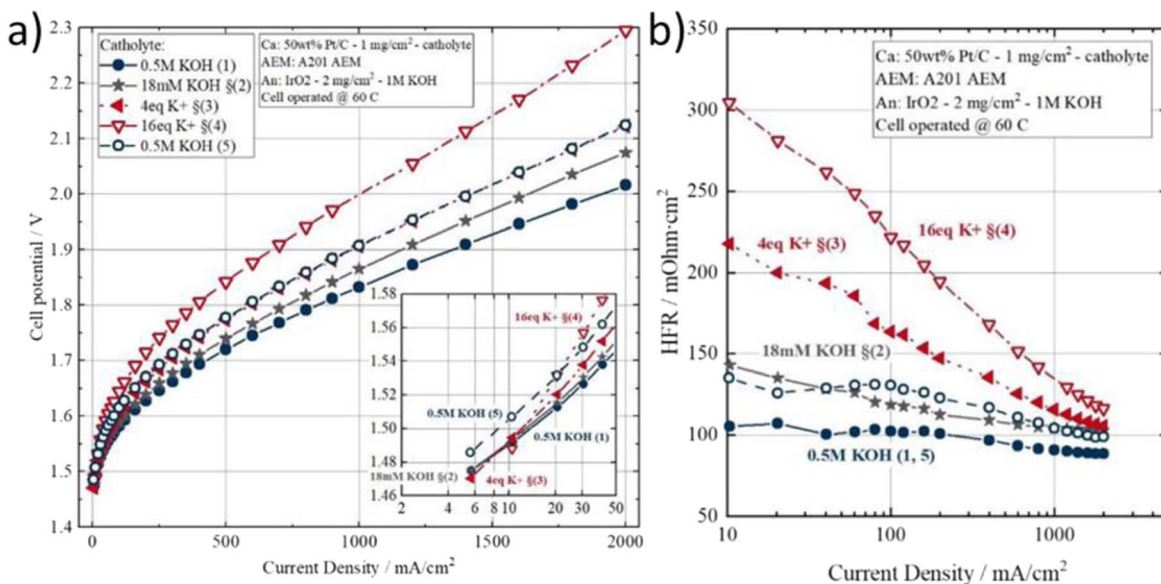 a)
Catholyte:
0.5M KOH (1)
18mM KOH §(2)
4eq K+ §(3)
16eq K+ §(4)
0.5M KOH (5)
Ca: 50wt% Pt/C - 1 mg/cm² - catholyte
AEM: A201 AEM
An: IrO2 - 2 mg/cm² - 1M KOH
Cell operated @ 60 C
2.3
2.2
2.1
2.0
1.9
1.8
1.7
1.6
1.5
1.4
Cell potential / V
0
500
1000
1500
2000
Current Density / mA/cm²
1.58
1.56
1.54
1.52
1.50
1.48
1.46
2
4
6
8
10
20
30
50
16eq K+ §(4)
0.5M KOH (5)
0.5M KOH (1)
18mM KOH §(2)
4eq K+ §(3)
b)
Ca: 50wt% Pt/C - 1 mg/cm² - catholyte
AEM: A201 AEM
An: IrO2 - 2 mg/cm² - 1M KOH
Cell operated @ 60 C
300
250
200
150
100
50
HFR / mOhm·cm²
4eq K+ §(3)
16eq K+ §(4)
18mM KOH §(2)
0.5M KOH (1, 5)
10
100
1000
Current Density / mA/cm²